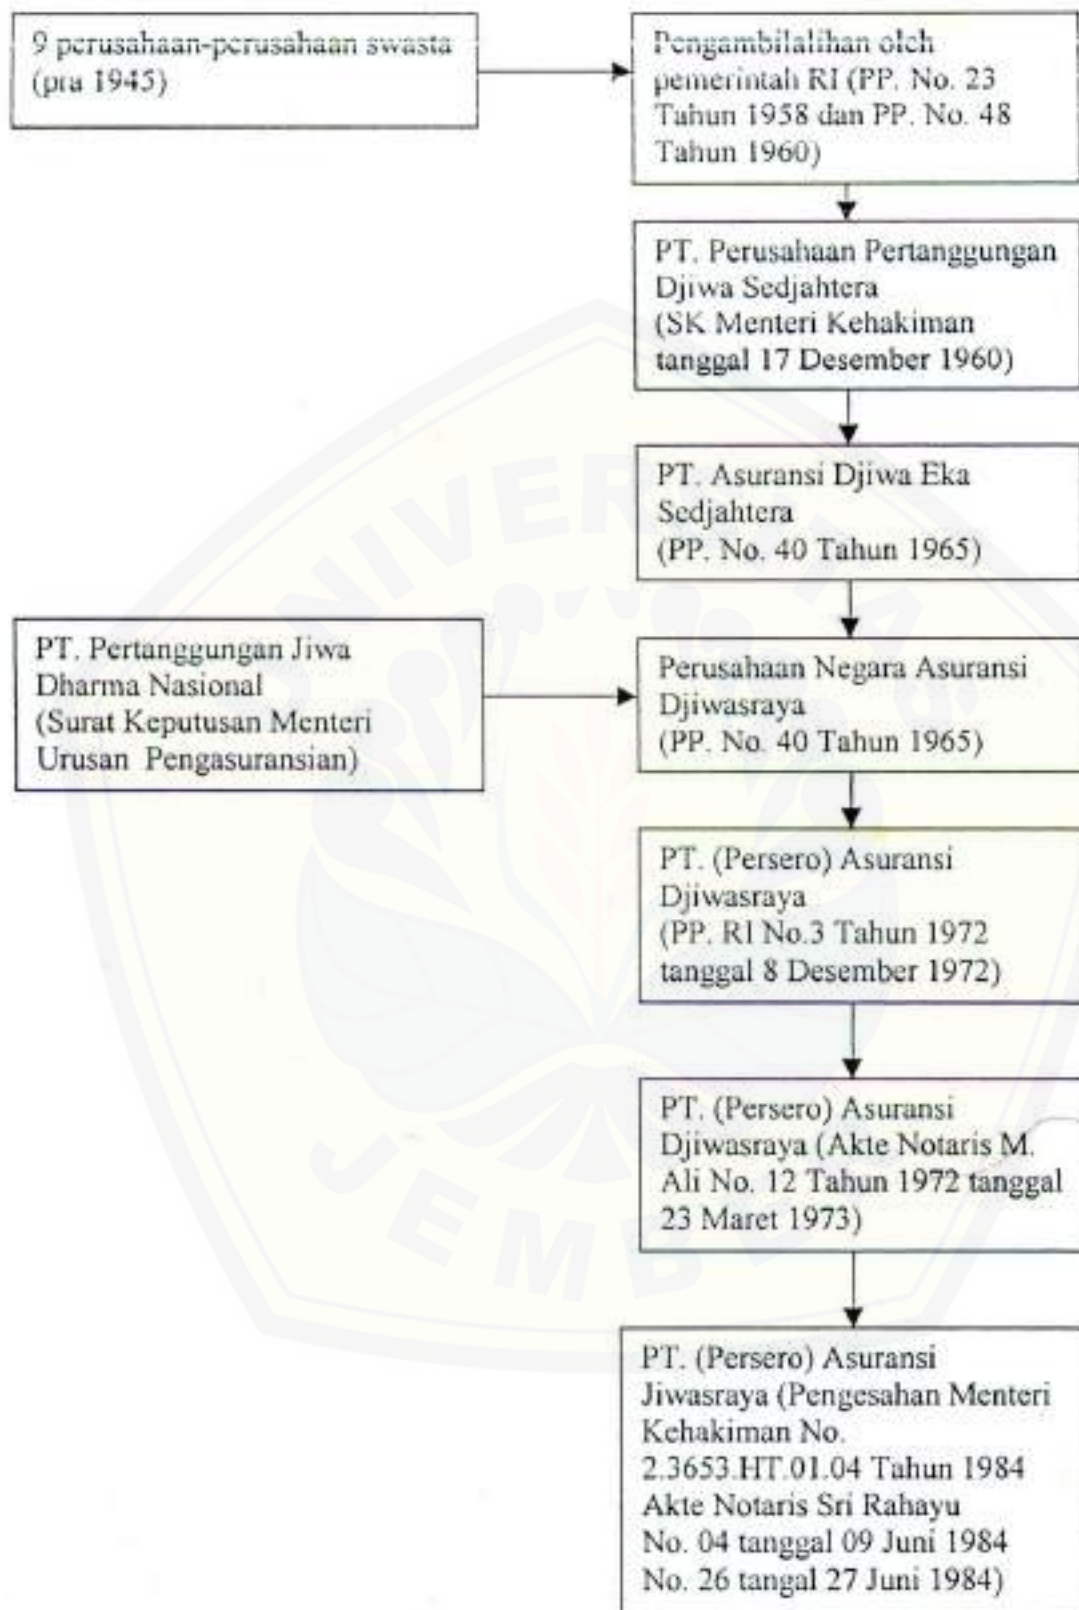 9 perusahaan-perusahaan swasta
(pra 1945)
Pengambilalihan oleh
pemerintah RI (PP. No. 23
Tahun 1958 dan PP. No. 48
Tahun 1960)
PT. Perusahaan Pertanggungan
Djiwa Sedjahtera
(SK Menteri Kehakiman
tanggal 17 Desember 1960)
PT. Asuransi Djiwa Eka
Sedjahtera
(PP. No. 40 Tahun 1965)
PT. Pertanggungan Jiwa
Dharma Nasional
(Surat Keputusan Menteri
Urusan Pengasuransian)
Perusahaan Negara Asuransi
Djiwasraya
(PP. No. 40 Tahun 1965)
PT. (Persero) Asuransi
Djiwasraya
(PP. RI No.3 Tahun 1972
tanggal 8 Desember 1972)
PT. (Persero) Asuransi
Djiwasraya (Akte Notaris M.
Ali No. 12 Tahun 1972 tanggal
23 Maret 1973)
PT. (Persero) Asuransi
Jiwasraya (Pengesahan Menteri
Kehakiman No.
2.3653.HT.01.04 Tahun 1984
Akte Notaris Sri Rahayu
No. 04 tanggal 09 Juni 1984
No. 26 tangal 27 Juni 1984)
UNIVERSITAS
JEMBER